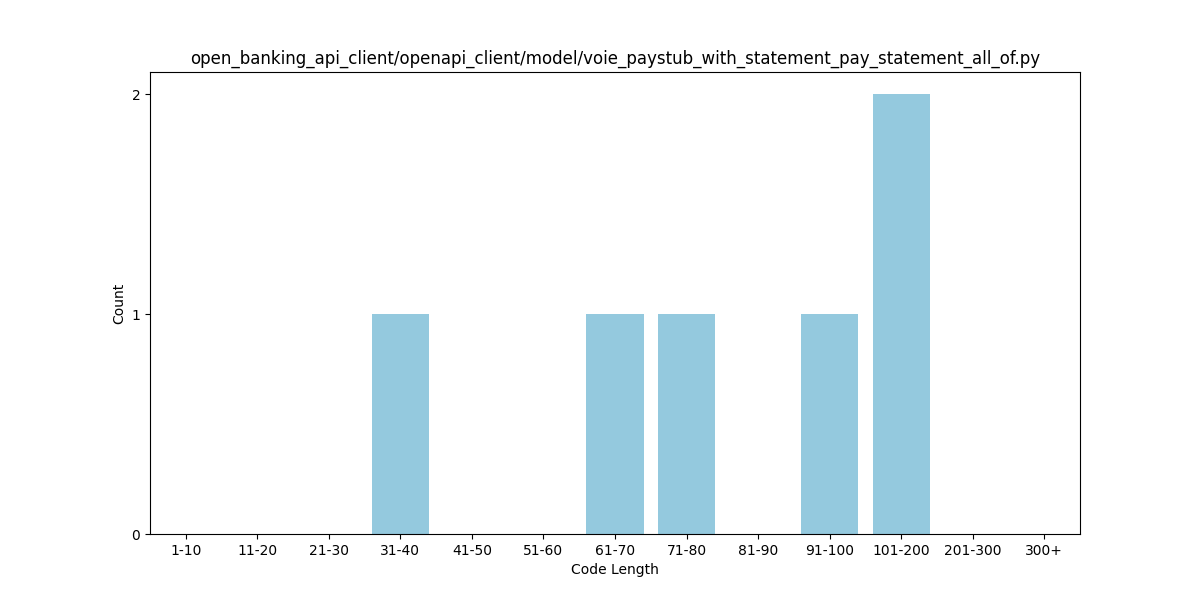 open_banking_api_client/openapi_client/model/voie_paystub_with_statement_pay_statement_all_of.py
2
1
0
Count
1-10 11-20 21-30 31-40 41-50 51-60 61-70 71-80 81-90 91-100 101-200 201-300 300+
Code Length